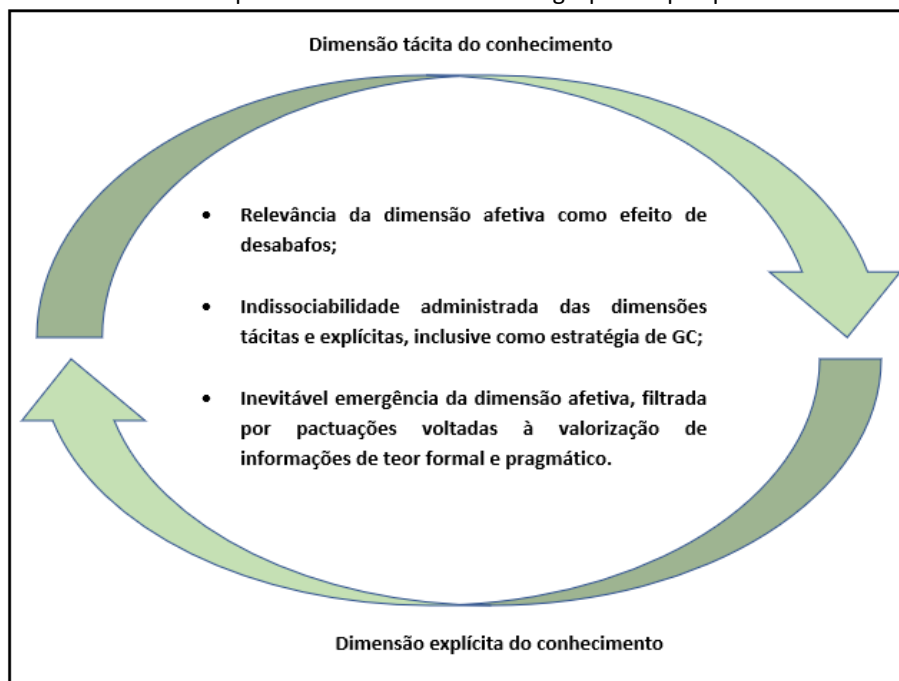 Dimensão tácita do conhecimento
• Relevância da dimensão afetiva como efeito de
desabafos;
• Indissociabilidade administrada das dimensões
tácitas e explícitas, inclusive como estratégia de GC;
• Inevitável emergência da dimensão afetiva, filtrada
por pactuações voltadas à valorização de
informações de teor formal e pragmático.
Dimensão explícita do conhecimento